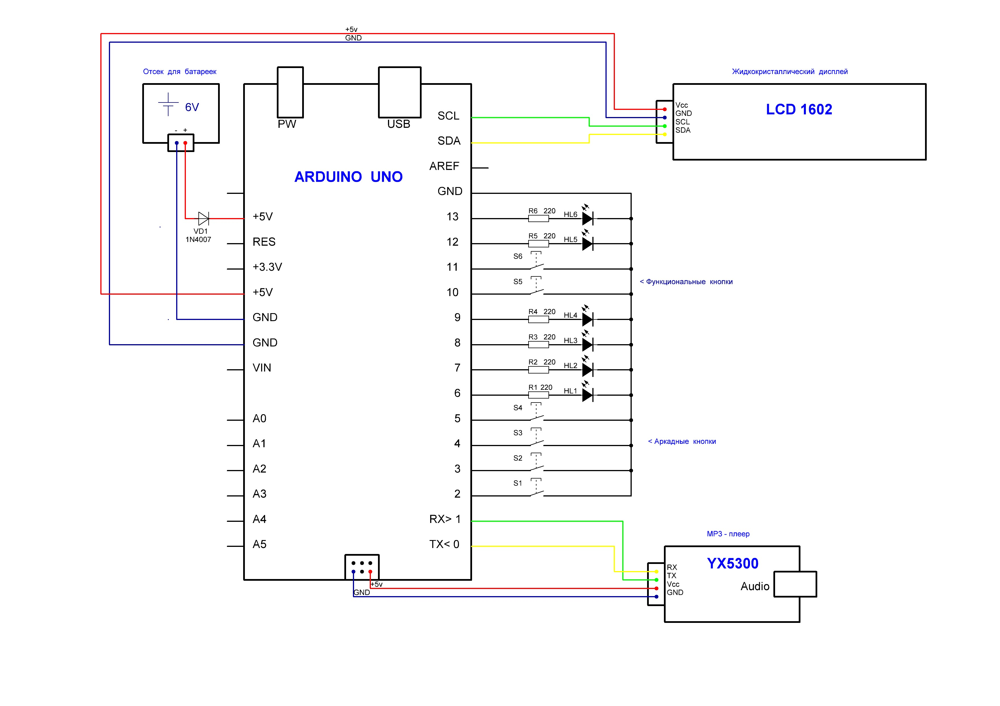 +5v
GND
Отсек для батареек
6V
- +
PW
USB
ARDUINO UNO
SCL
SDA
AREF
GND
13
12
11
10
9
8
7
6
5
4
3
2
RX> 1
TX< 0
+5V
RES
+3.3V
+5V
GND
GND
VIN
A0
A1
A2
A3
A4
A5
VD1
1N4007
+5v
GND
R6 220 HL6
R5 220 HL5
S6
S5
R4 220 HL4
R3 220 HL3
R2 220 HL2
R1 220 HL1
S4
S3
S2
S1
< Функциональные кнопки
< Аркадные кнопки
Жидкокристаллический дисплей
LCD 1602
Vcc
GND
SCL
SDA
MP3 - плеер
YX5300
RX
TX
Vcc
GND
Audio